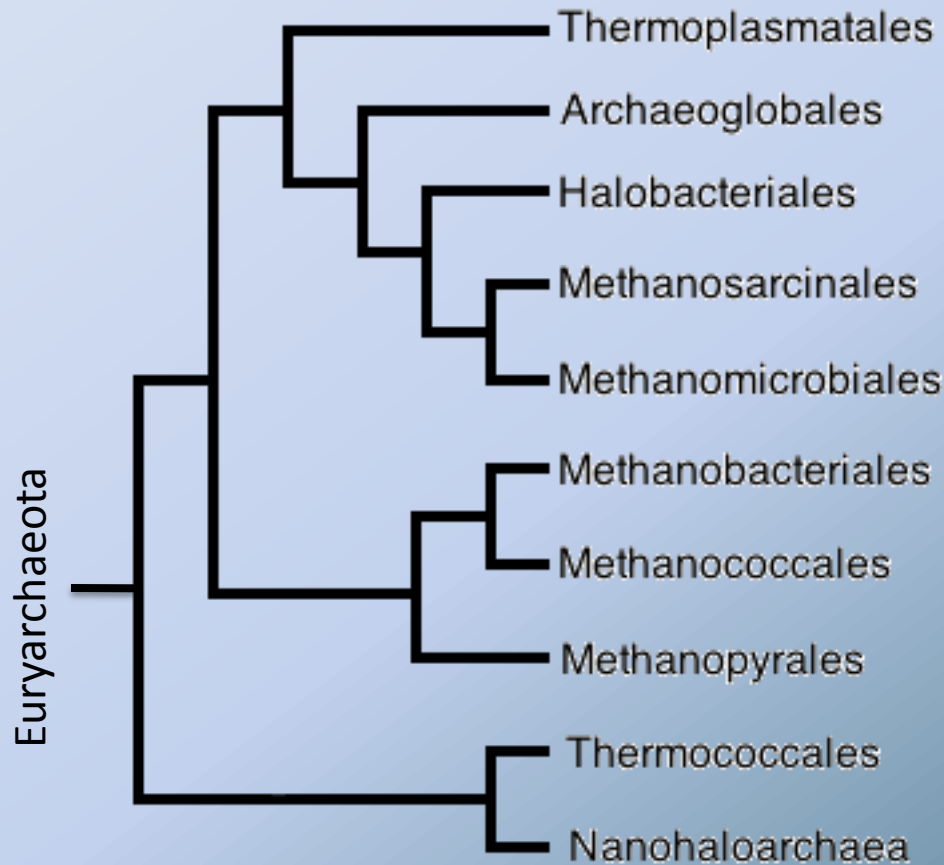 Thermoplasmatales
Archaeoglobales
Halobacteriales
Methanosarcinales
Methanomicrobiales
Methanobacteriales
Methanococcales
Methanopyrales
Thermococcales
Nanohaloarchaea
Euryarchaeota